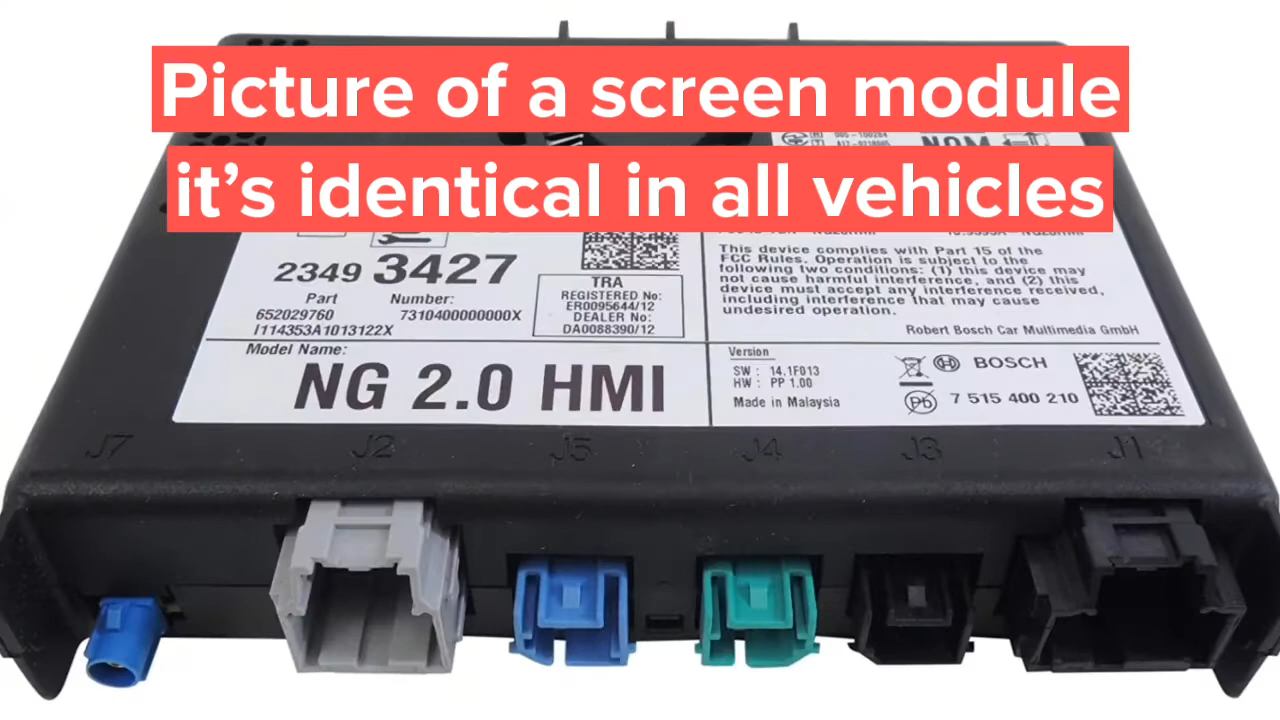 Picture of a screen module
it’s identical in all vehicles
NOM
2349 3427
Part Number:
652029760 7310400000000X
I114353A1013122X
TRA
REGISTERED No:
ER0095644/12
DEALER No:
DA0088390/12
This device complies with Part 15 of the
FCC Rules. Operation is subject to the
following two conditions: (1) this device may
not cause harmful interference, and (2) this
device must accept any interference received,
including interference that may cause
undesired operation.
Robert Bosch Car Multimedia GmbH
Model Name:
NG 2.0 HMI
Version
SW : 14.1F013
HW : PP 1.00
Made in Malaysia
BOSCH
Pb
7 515 400 210
J7 J2 J5 J4 J3 J1